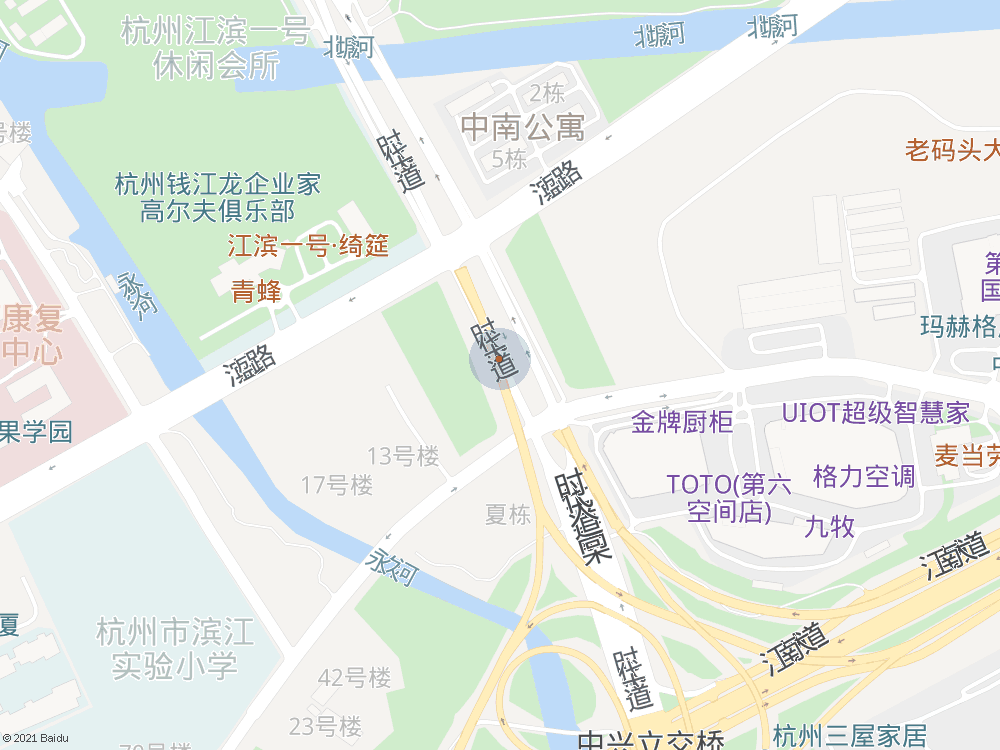 杭州江滨一号
休闲会所
北塘河
北塘河
北塘河
2栋
中南公寓
5栋
时代大道
号楼
老码头大
杭州钱江龙企业家
高尔夫俱乐部
江滨一号·绮筵
青蜂
永久河
第
国
康复
中心
时代大道
玛赫格
果学园
金牌厨柜
UIOT超级智慧家
麦当劳
13号楼
17号楼
TOTO(第六
空间店)
格力空调
九牧
夏栋
时代大道高架
永久河
江南大道
厦
杭州市滨江
实验小学
江南大道
42号楼
时代大道
23号楼
中兴立交桥
杭州三屋家居
© 2021 Baidu